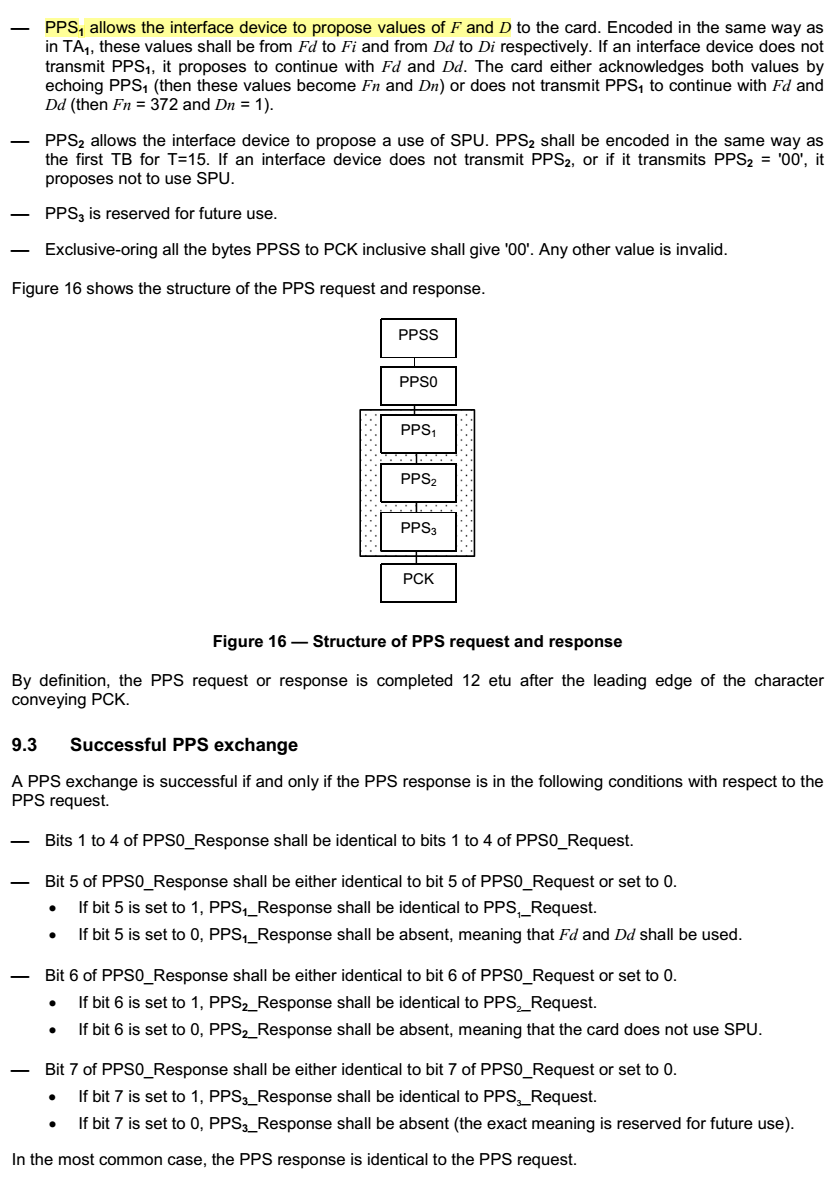 — PPS₁ allows the interface device to propose values of F and D to the card. Encoded in the same way as
in TA₁, these values shall be from Fd to Fi and from Dd to Di respectively. If an interface device does not
transmit PPS₁, it proposes to continue with Fd and Dd. The card either acknowledges both values by
echoing PPS₁ (then these values become Fn and Dn) or does not transmit PPS₁ to continue with Fd and
Dd (then Fn = 372 and Dn = 1).
— PPS₂ allows the interface device to propose a use of SPU. PPS₂ shall be encoded in the same way as
the first TB for T=15. If an interface device does not transmit PPS₂, or if it transmits PPS₂ = '00', it
proposes not to use SPU.
— PPS₃ is reserved for future use.
— Exclusive-oring all the bytes PPSS to PCK inclusive shall give '00'. Any other value is invalid.
Figure 16 shows the structure of the PPS request and response.
PPSS
PPS0
PPS₁
PPS₂
PPS₃
PCK
Figure 16 — Structure of PPS request and response
By definition, the PPS request or response is completed 12 etu after the leading edge of the character
conveying PCK.
9.3 Successful PPS exchange
A PPS exchange is successful if and only if the PPS response is in the following conditions with respect to the
PPS request.
— Bits 1 to 4 of PPS0_Response shall be identical to bits 1 to 4 of PPS0_Request.
— Bit 5 of PPS0_Response shall be either identical to bit 5 of PPS0_Request or set to 0.
• If bit 5 is set to 1, PPS₁_Response shall be identical to PPS₁_Request.
• If bit 5 is set to 0, PPS₁_Response shall be absent, meaning that Fd and Dd shall be used.
— Bit 6 of PPS0_Response shall be either identical to bit 6 of PPS0_Request or set to 0.
• If bit 6 is set to 1, PPS₂_Response shall be identical to PPS₂_Request.
• If bit 6 is set to 0, PPS₂_Response shall be absent, meaning that the card does not use SPU.
— Bit 7 of PPS0_Response shall be either identical to bit 7 of PPS0_Request or set to 0.
• If bit 7 is set to 1, PPS₃_Response shall be identical to PPS₃_Request.
• If bit 7 is set to 0, PPS₃_Response shall be absent (the exact meaning is reserved for future use).
In the most common case, the PPS response is identical to the PPS request.